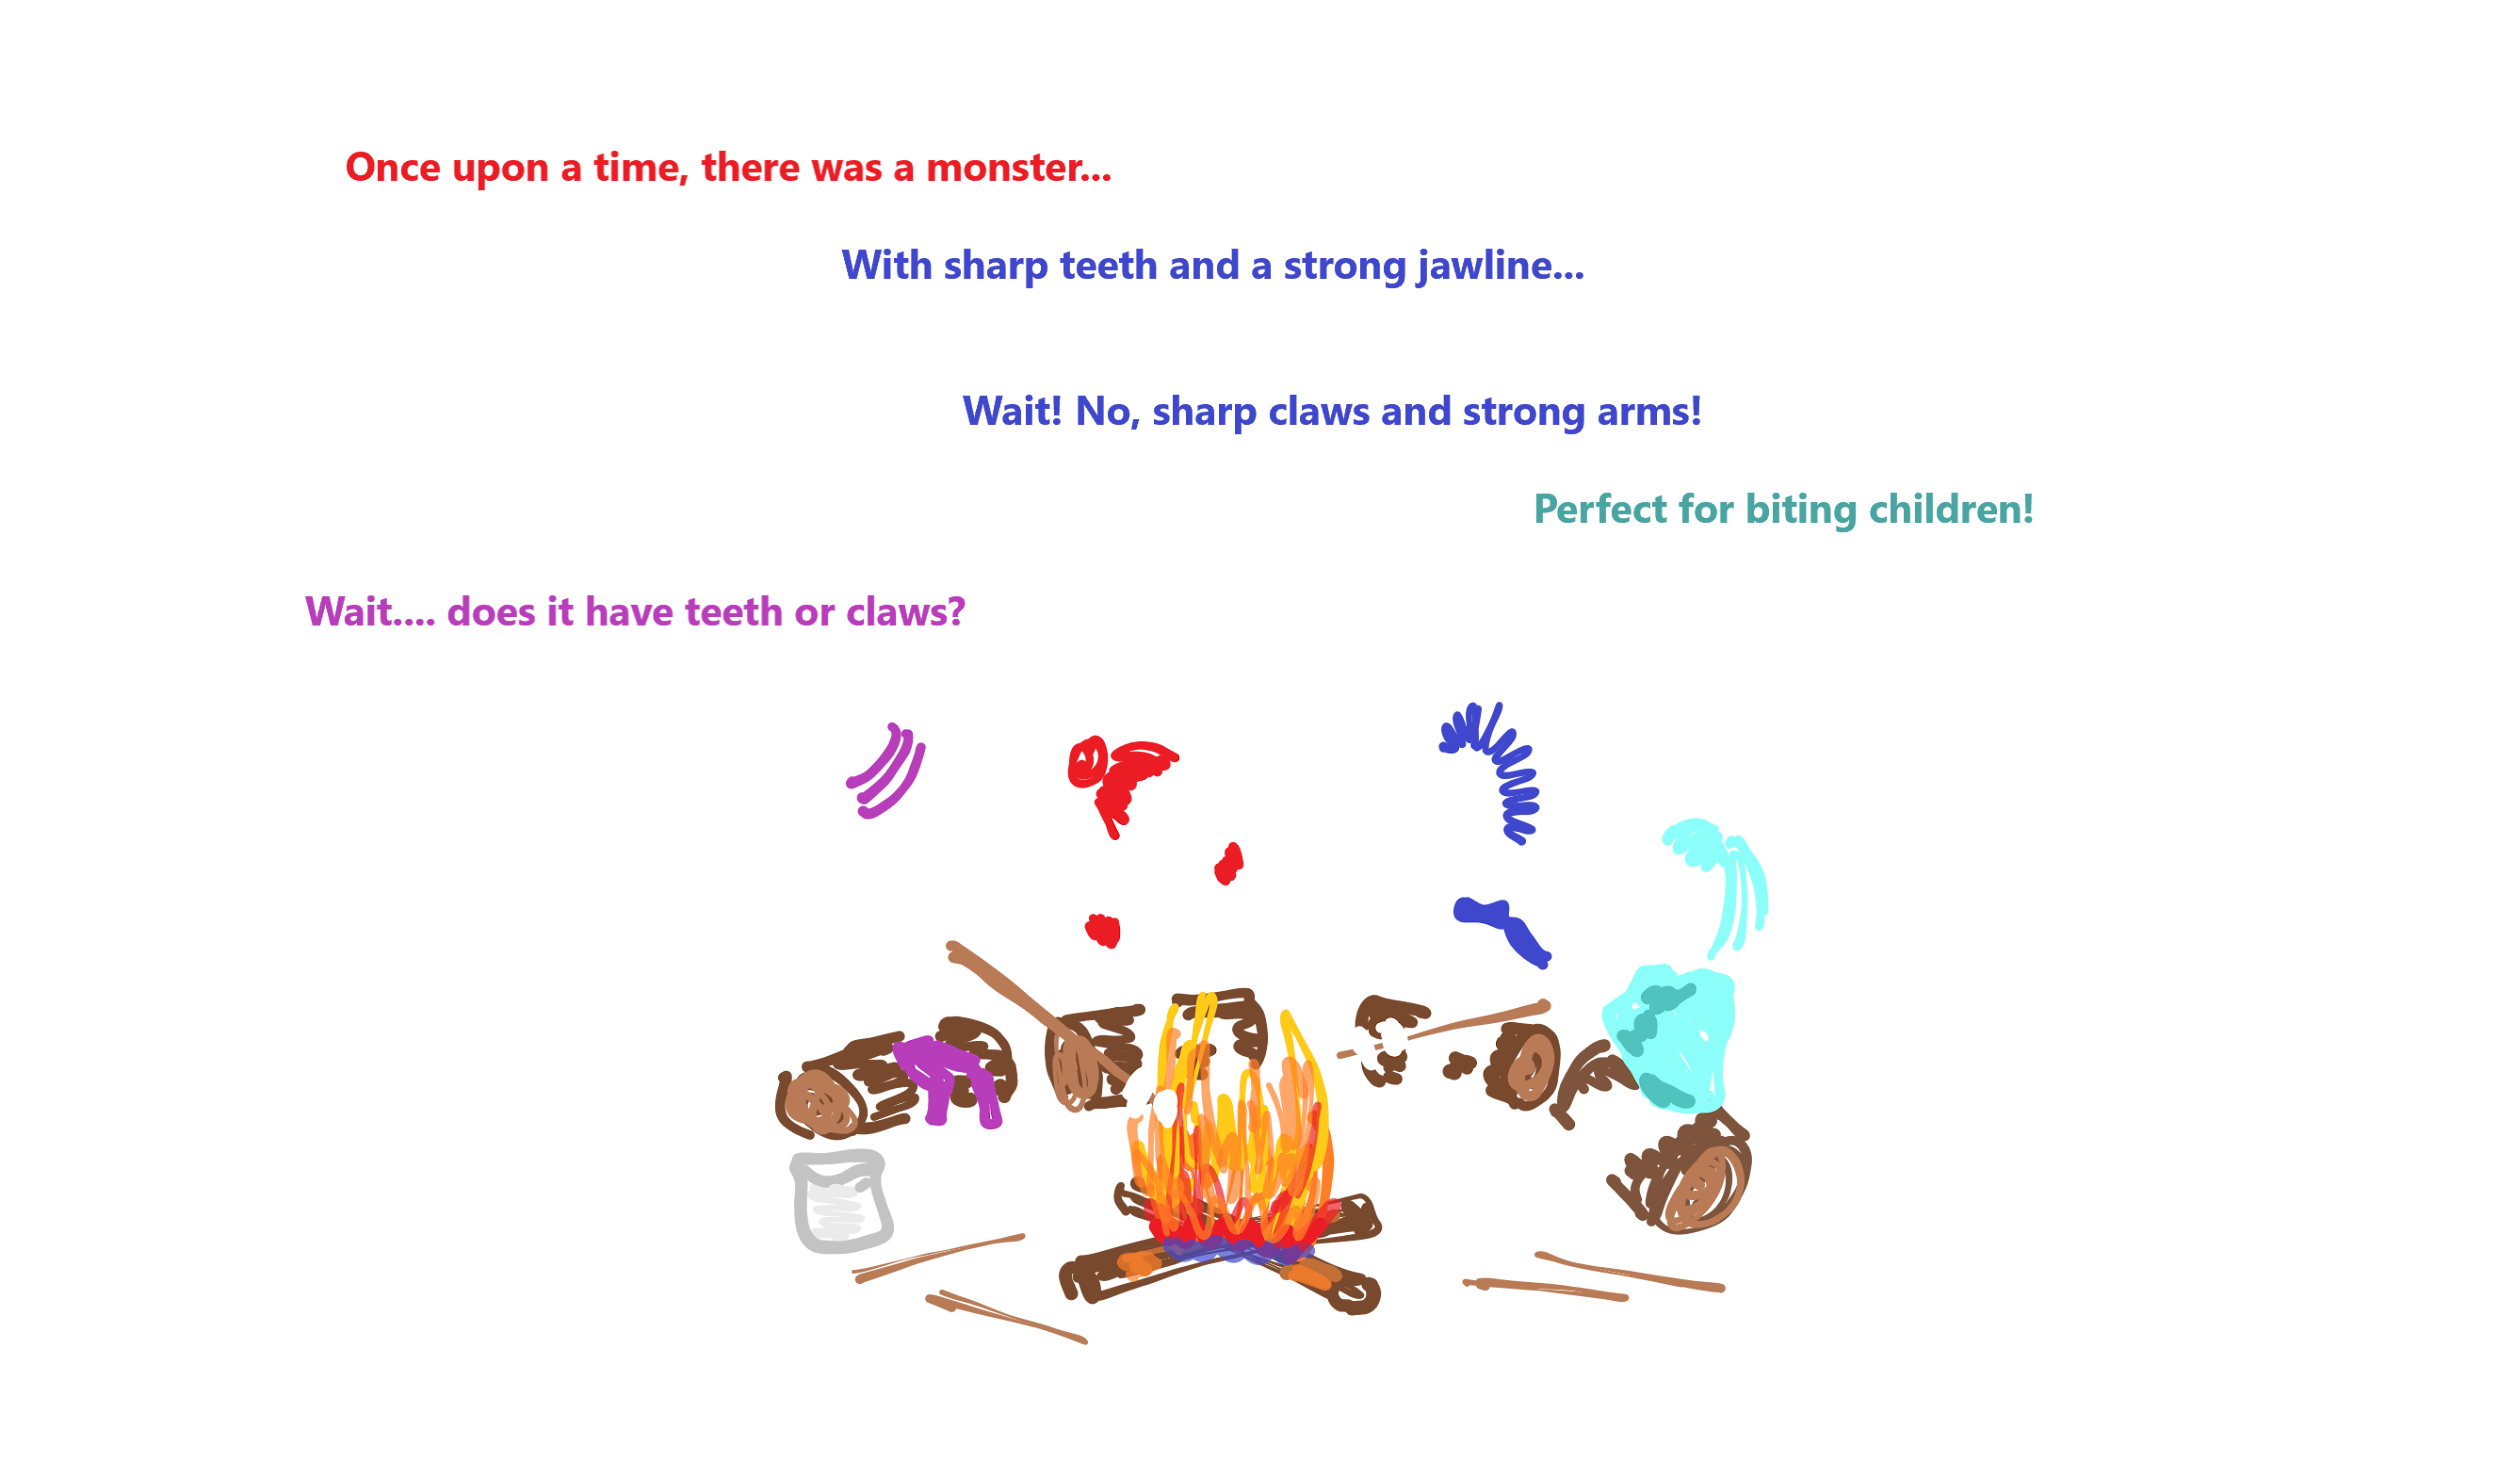 Once upon a time, there was a monster...
With sharp teeth and a strong jawline...
Wait! No, sharp claws and strong arms!
Perfect for biting children!
Wait.... does it have teeth or claws?